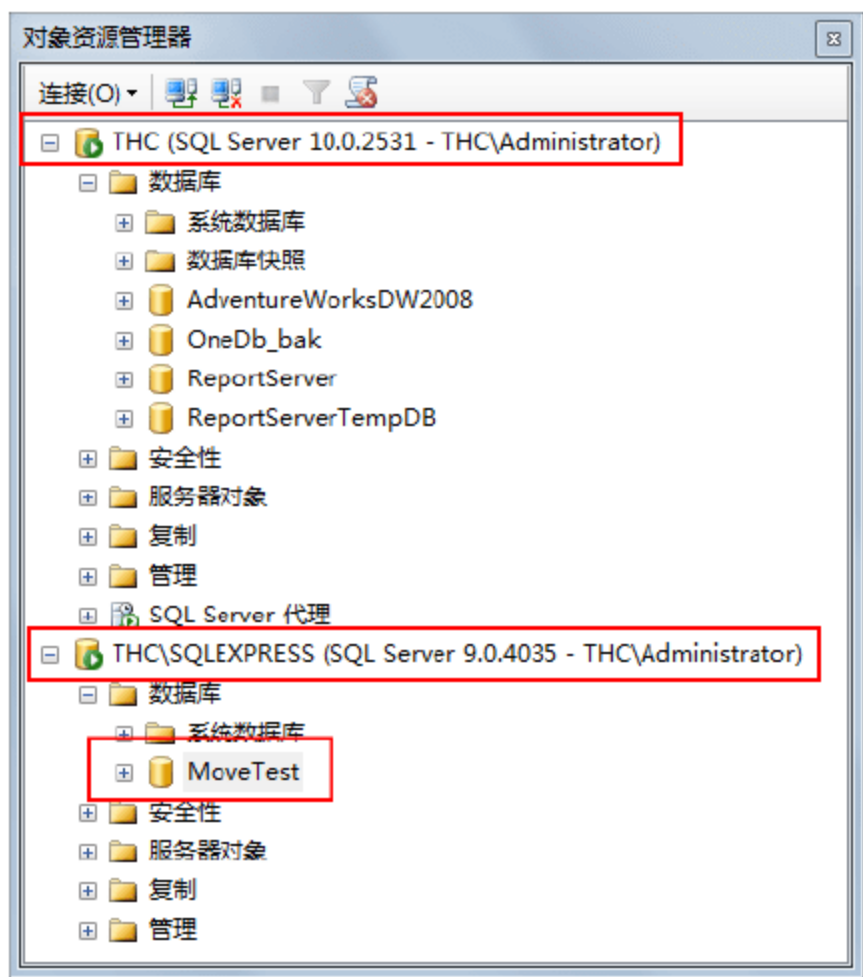 对象资源管理器
连接(O)
THC (SQL Server 10.0.2531 - THC\Administrator)
数据库
系统数据库
数据库快照
AdventureWorksDW2008
OneDb_bak
ReportServer
ReportServerTempDB
安全性
服务器对象
复制
管理
SQL Server 代理
THC\SQLEXPRESS (SQL Server 9.0.4035 - THC\Administrator)
数据库
系统数据库
MoveTest
安全性
服务器对象
复制
管理